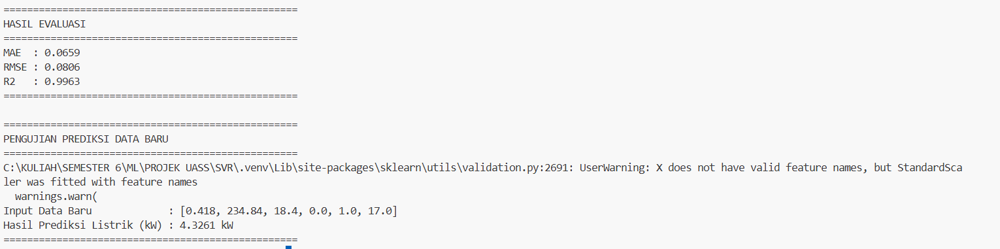 ==================================================
HASIL EVALUASI
==================================================
MAE  : 0.0659
RMSE : 0.0806
R2   : 0.9963
==================================================
==================================================
PENGUJIAN PREDIKSI DATA BARU
==================================================
C:\KULIAH\SEMESTER 6\ML\PROJEK UASS\SVR\.venv\Lib\site-packages\sklearn\utils\validation.py:2691: UserWarning: X does not have valid feature names, but StandardSca
ler was fitted with feature names
  warnings.warn(
Input Data Baru             : [0.418, 234.84, 18.4, 0.0, 1.0, 17.0]
Hasil Prediksi Listrik (kW) : 4.3261 kW
==================================================